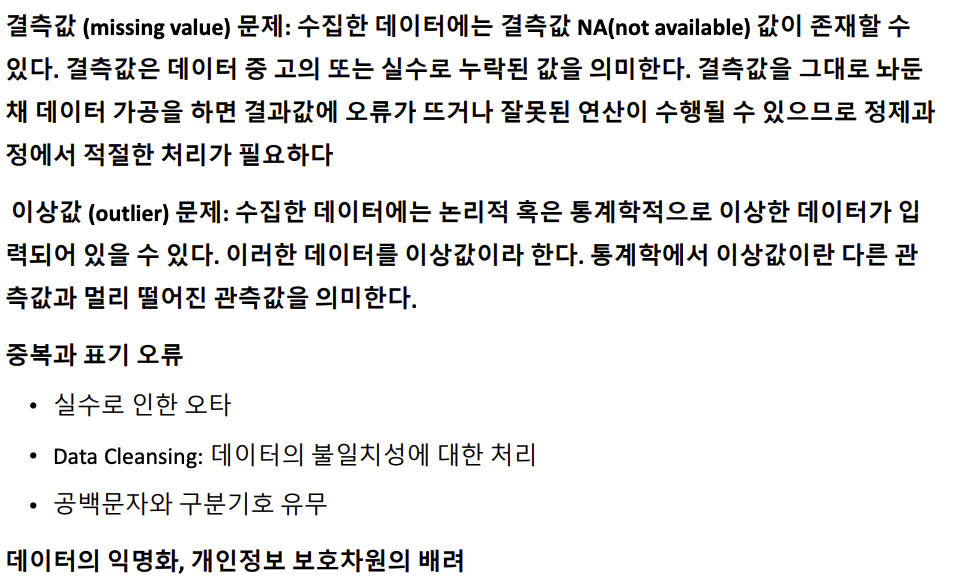 결측값 (missing value) 문제: 수집한 데이터에는 결측값 NA(not available) 값이 존재할 수
있다. 결측값은 데이터 중 고의 또는 실수로 누락된 값을 의미한다. 결측값을 그대로 놔둔
채 데이터 가공을 하면 결과값에 오류가 뜨거나 잘못된 연산이 수행될 수 있으므로 정제과
정에서 적절한 처리가 필요하다
이상값 (outlier) 문제: 수집한 데이터에는 논리적 혹은 통계학적으로 이상한 데이터가 입
력되어 있을 수 있다. 이러한 데이터를 이상값이라 한다. 통계학에서 이상값이란 다른 관
측값과 멀리 떨어진 관측값을 의미한다.
중복과 표기 오류
• 실수로 인한 오타
• Data Cleansing: 데이터의 불일치성에 대한 처리
• 공백문자와 구분기호 유무
데이터의 익명화, 개인정보 보호차원의 배려